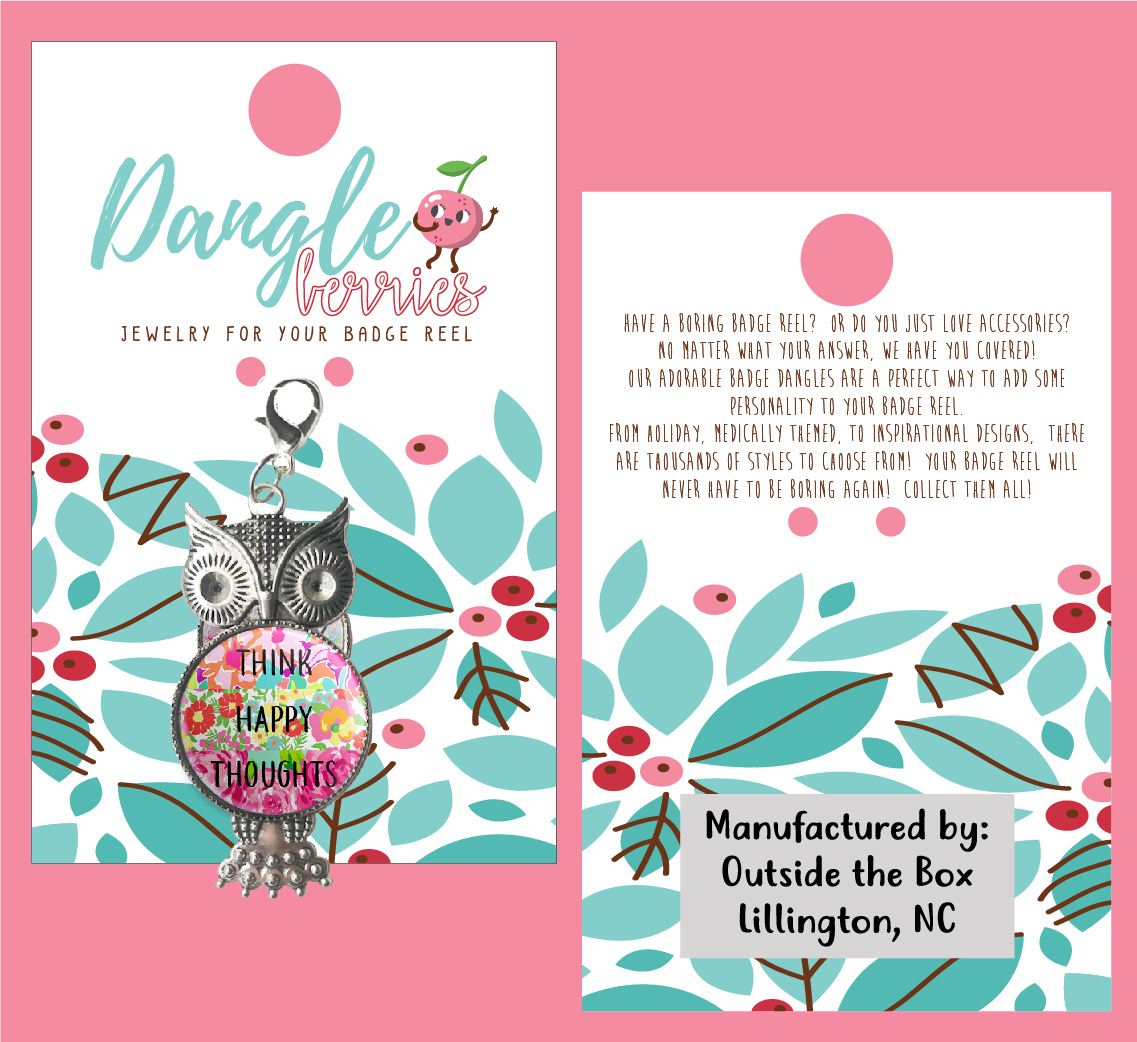 Dangle
berries
JEWELRY FOR YOUR BADGE REEL
THINK
HAPPY
THOUGHTS
HAVE A BORING BADGE REEL? OR DO YOU JUST LOVE ACCESSORIES?
NO MATTER WHAT YOUR ANSWER, WE HAVE YOU COVERED!
OUR ADORABLE BADGE DANGLES ARE A PERFECT WAY TO ADD SOME
PERSONALITY TO YOUR BADGE REEL.
FROM HOLIDAY, MEDICALLY THEMED, TO INSPIRATIONAL DESIGNS, THERE
ARE THOUSANDS OF STYLES TO CHOOSE FROM! YOUR BADGE REEL WILL
NEVER HAVE TO BE BORING AGAIN! COLLECT THEM ALL!
Manufactured by:
Outside the Box
Lillington, NC